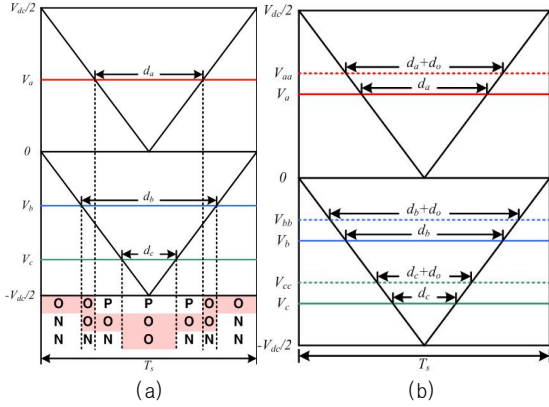 V_dc/2
V_a
d_a
0
V_b
d_b
V_c
d_c
-V_dc/2
O O P P P O O
N O O O O O N
N N N O N N N
T_s
(a)
V_dc/2
d_a+d_o
V_aa
d_a
V_a
0
d_b+d_o
V_bb
d_b
V_b
d_c+d_o
V_cc
d_c
V_c
-V_dc/2
T_s
(b)